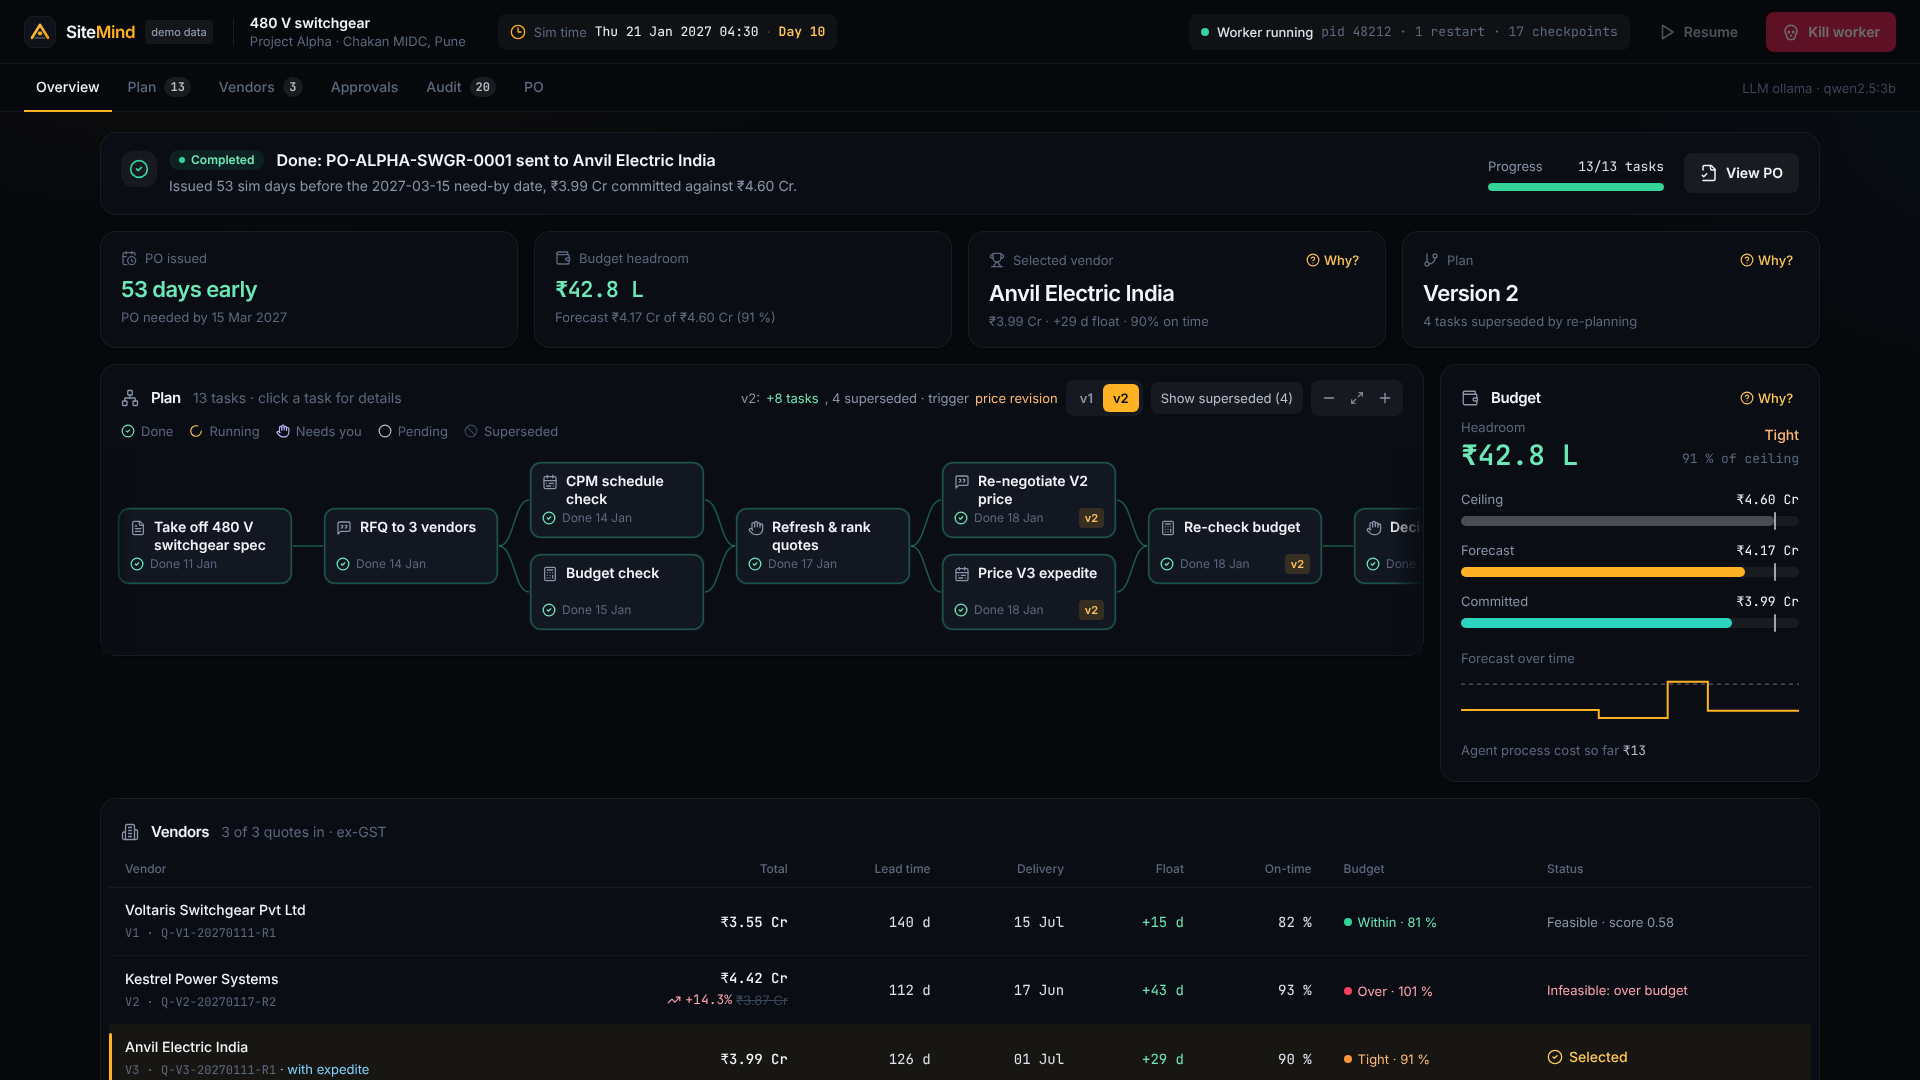 SiteMind demo data
480 V switchgear
Project Alpha · Chakan MIDC, Pune
Sim time Thu 21 Jan 2027 04:30 · Day 10
Worker running pid 48212 · 1 restart · 17 checkpoints
Resume
Kill worker
Overview
Plan 13
Vendors 3
Approvals
Audit 20
PO
LLM ollama · qwen2.5:3b
Completed Done: PO-ALPHA-SWGR-0001 sent to Anvil Electric India
Issued 53 sim days before the 2027-03-15 need-by date, ₹3.99 Cr committed against ₹4.60 Cr.
Progress 13/13 tasks
View PO
PO issued
53 days early
PO needed by 15 Mar 2027
Budget headroom
₹42.8 L
Forecast ₹4.17 Cr of ₹4.60 Cr (91 %)
Selected vendor Why?
Anvil Electric India
₹3.99 Cr · +29 d float · 90% on time
Plan Why?
Version 2
4 tasks superseded by re-planning
Plan 13 tasks · click a task for details
v2: +8 tasks , 4 superseded · trigger price revision
v1 v2
Show superseded (4)
Done Running Needs you Pending Superseded
Take off 480 V
switchgear spec
Done 11 Jan
RFQ to 3 vendors
Done 14 Jan
CPM schedule
check
Done 14 Jan
Budget check
Done 15 Jan
Refresh & rank
quotes
Done 17 Jan
Re-negotiate V2
price
Done 18 Jan v2
Price V3 expedite
Done 18 Jan v2
Re-check budget
Done 18 Jan v2
Deci
Done
Budget Why?
Headroom
₹42.8 L
Tight
91 % of ceiling
Ceiling ₹4.60 Cr
Forecast ₹4.17 Cr
Committed ₹3.99 Cr
Forecast over time
Agent process cost so far ₹13
Vendors 3 of 3 quotes in · ex-GST
Vendor Total Lead time Delivery Float On-time Budget Status
Voltaris Switchgear Pvt Ltd
V1 · Q-V1-20270111-R1
₹3.55 Cr 140 d 15 Jul +15 d 82 % Within · 81 % Feasible · score 0.58
Kestrel Power Systems
V2 · Q-V2-20270117-R2
₹4.42 Cr
+14.3% ₹3.87 Cr
112 d 17 Jun +43 d 93 % Over · 101 % Infeasible: over budget
Anvil Electric India
V3 · Q-V3-20270111-R1 · with expedite
₹3.99 Cr 126 d 01 Jul +29 d 90 % Tight · 91 % Selected